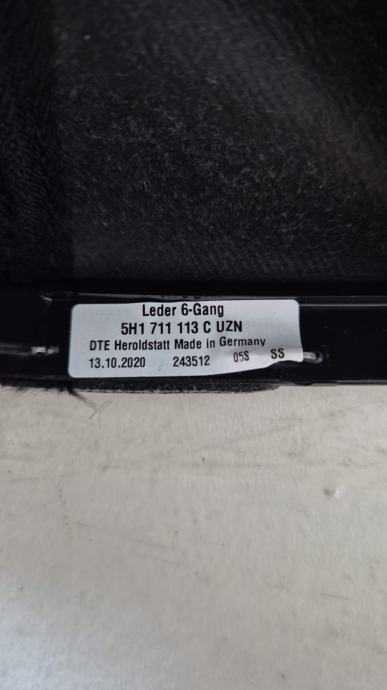 Leder 6-Gang
5H1 711 113 C UZN
DTE Heroldstatt Made in Germany
13.10.2020 243512 05S SS